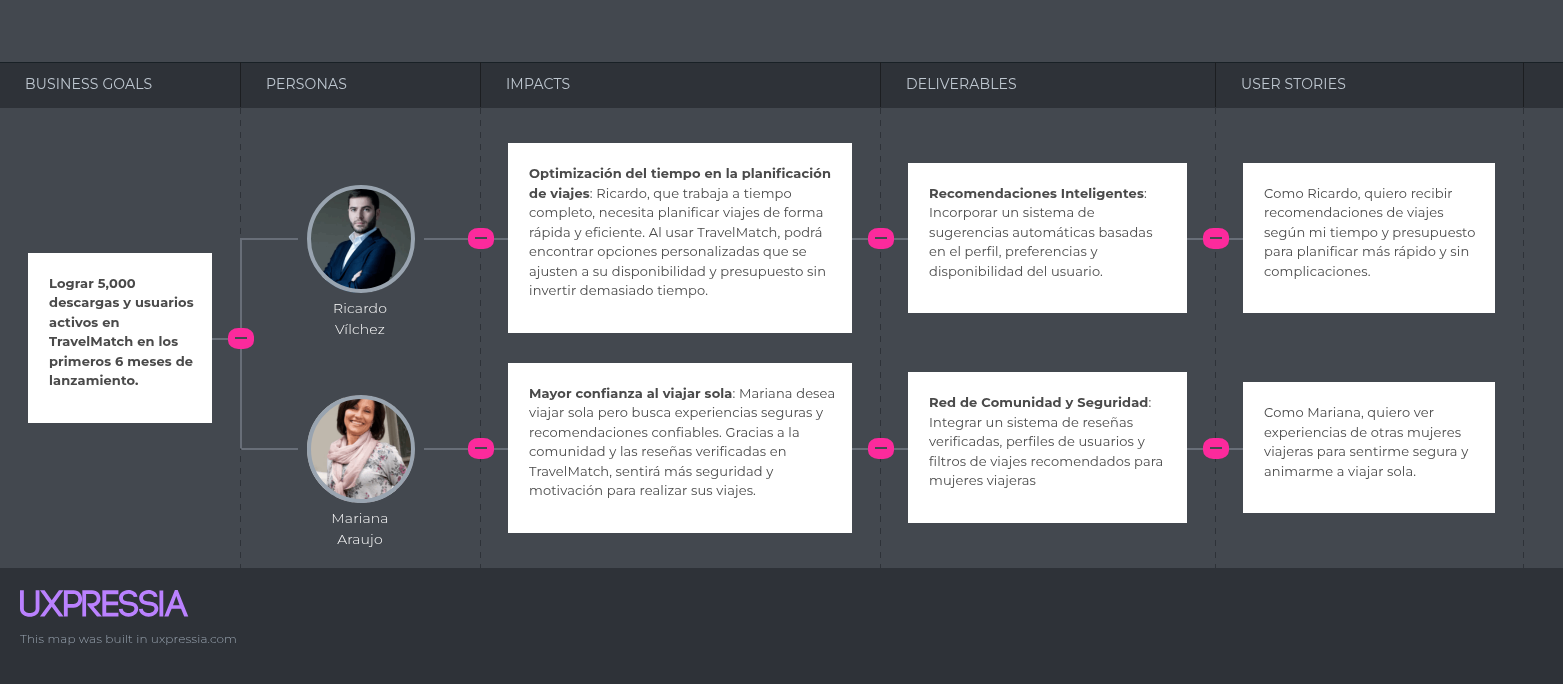 BUSINESS GOALS
PERSONAS
IMPACTS
DELIVERABLES
USER STORIES
Lograr 5,000
descargas y usuarios
activos en
TravelMatch en los
primeros 6 meses de
lanzamiento.
Ricardo
Vílchez
Optimización del tiempo en la planificación
de viajes: Ricardo, que trabaja a tiempo
completo, necesita planificar viajes de forma
rápida y eficiente. Al usar TravelMatch, podrá
encontrar opciones personalizadas que se
ajusten a su disponibilidad y presupuesto sin
invertir demasiado tiempo.
Recomendaciones Inteligentes:
Incorporar un sistema de
sugerencias automáticas basadas
en el perfil, preferencias y
disponibilidad del usuario.
Como Ricardo, quiero recibir
recomendaciones de viajes
según mi tiempo y presupuesto
para planificar más rápido y sin
complicaciones.
Mariana
Araujo
Mayor confianza al viajar sola: Mariana desea
viajar sola pero busca experiencias seguras y
recomendaciones confiables. Gracias a la
comunidad y las reseñas verificadas en
TravelMatch, sentirá más seguridad y
motivación para realizar sus viajes.
Red de Comunidad y Seguridad:
Integrar un sistema de reseñas
verificadas, perfiles de usuarios y
filtros de viajes recomendados para
mujeres viajeras
Como Mariana, quiero ver
experiencias de otras mujeres
viajeras para sentirme segura y
animarme a viajar sola.
UXPRESSIA
This map was built in uxpressia.com